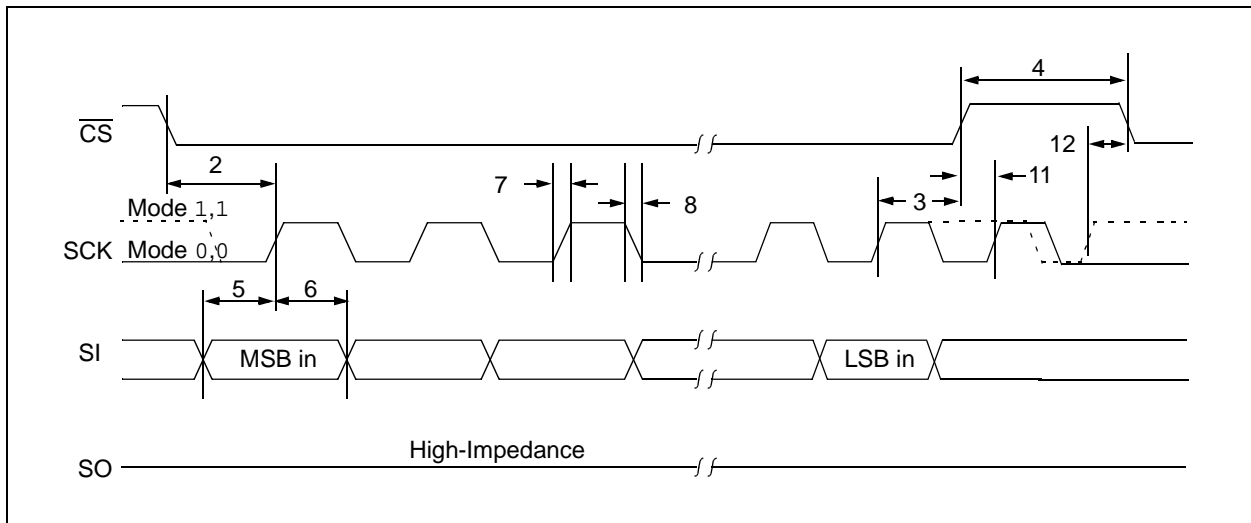 4
CS
12
2
7
11
3
8
Mode 1,1
SCK Mode 0,0
5
6
SI
MSB in
LSB in
High-Impedance
SO